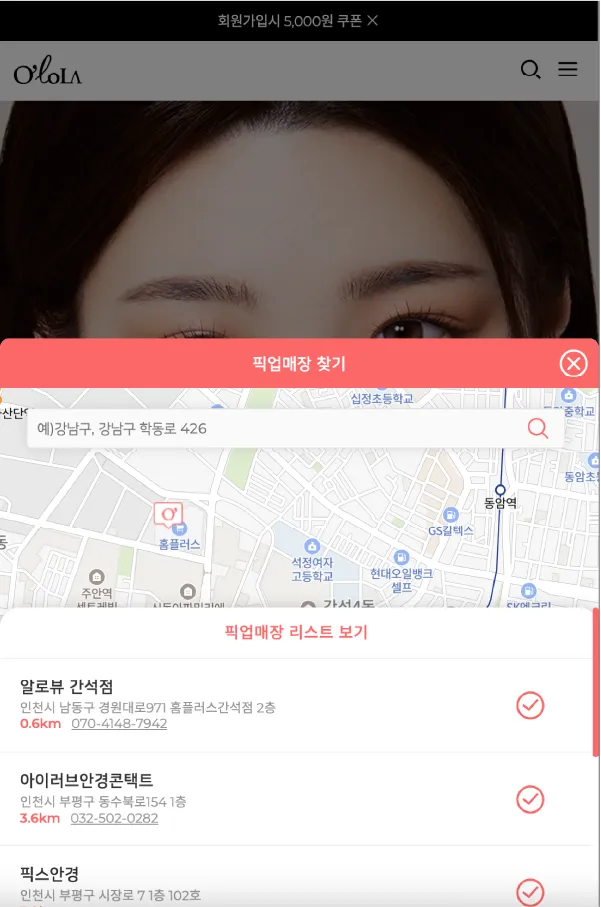 회원가입시 5,000원 쿠폰 ×
O'loLA
픽업매장 찾기
십정초등학교
예)강남구, 강남구 학동로 426
동암역
GS칼텍스
홈플러스
석정여자
고등학교
현대오일뱅크
셀프
주안역
간석4동
픽업매장 리스트 보기
알로뷰 간석점
인천시 남동구 경원대로971 홈플러스간석점 2층
0.6km 070-4148-7942
아이러브안경콘택트
인천시 부평구 동수북로154 1층
3.6km 032-502-0282
픽스안경
인천시 부평구 시장로 7 1층 102호